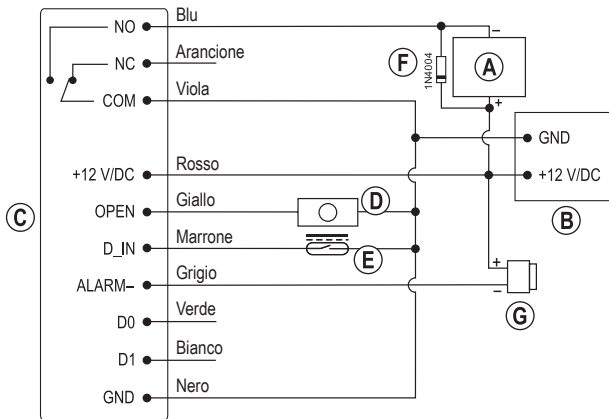 NO Blu
NC Arancione
COM Viola
+12 V/DC Rosso
OPEN Giallo
D_IN Marrone
ALARM– Grigio
D0 Verde
D1 Bianco
GND Nero
C
F
1N4004
–
A
+
GND
+12 V/DC
B
D
E
+
–
G